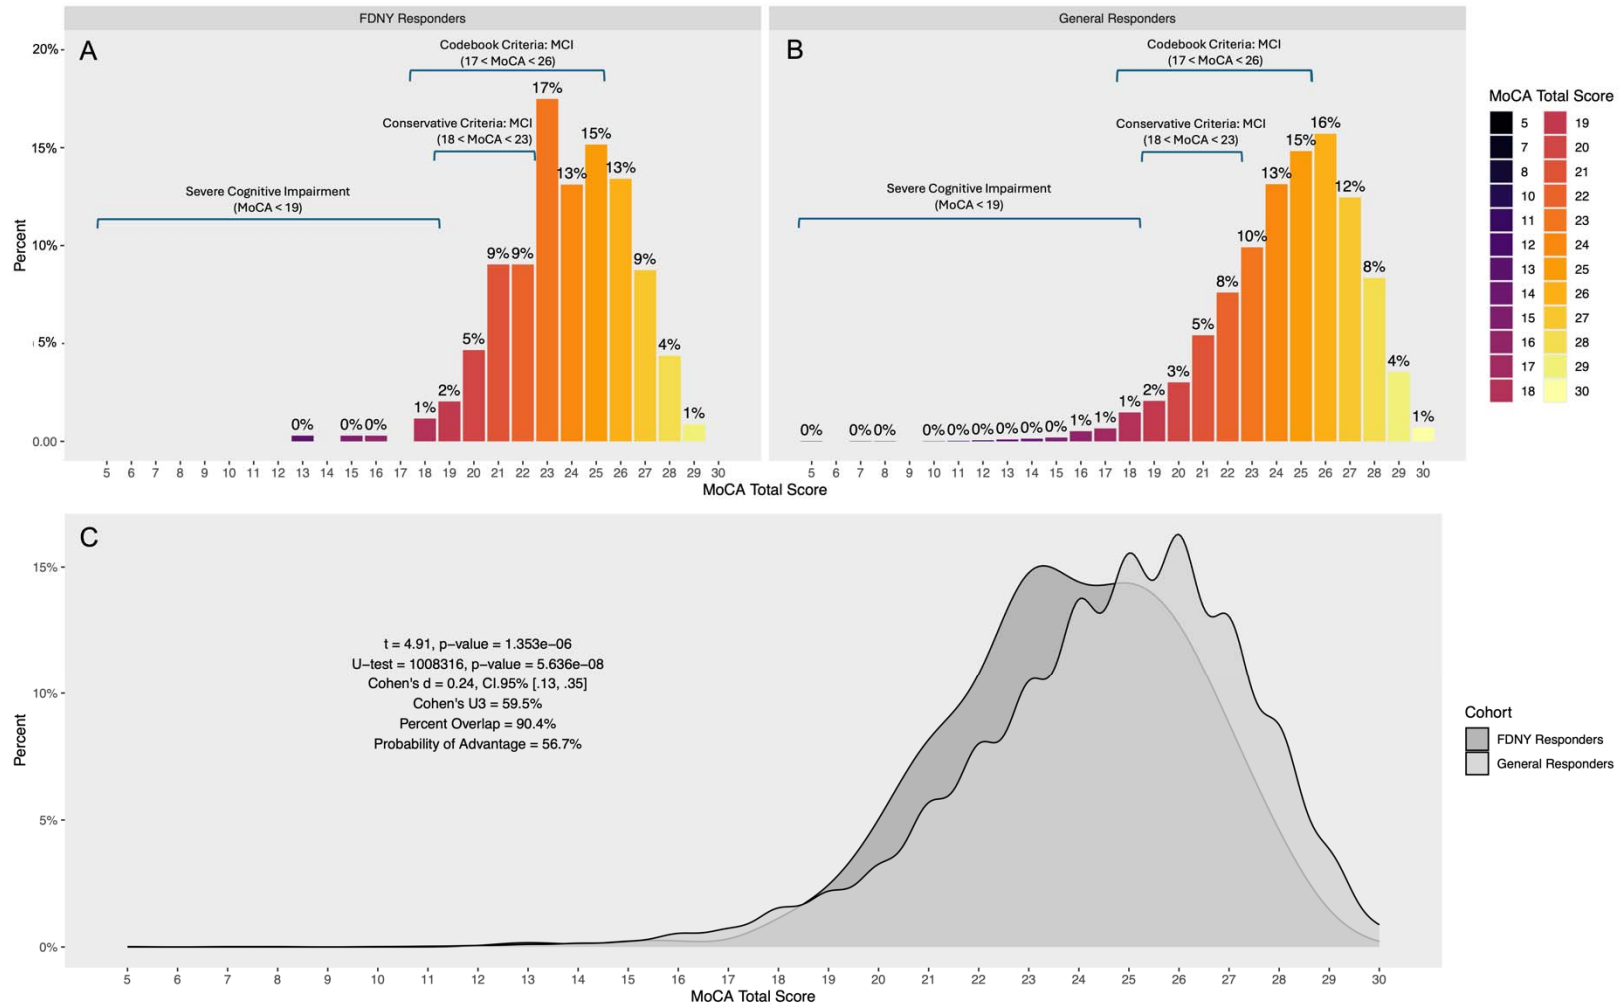 FDNY Responders
General Responders
A
Codebook Criteria: MCI
(17 < MoCA < 26)
Conservative Criteria: MCI
(18 < MoCA < 23)
Severe Cognitive Impairment
(MoCA < 19)
20%
15%
10%
5%
0.00
Percent
0%
0%
0%
1%
2%
5%
9%
9%
17%
13%
15%
13%
9%
4%
1%
5 6 7 8 9 10 11 12 13 14 15 16 17 18 19 20 21 22 23 24 25 26 27 28 29 30
B
Codebook Criteria: MCI
(17 < MoCA < 26)
Conservative Criteria: MCI
(18 < MoCA < 23)
Severe Cognitive Impairment
(MoCA < 19)
0%
0%
0%
0%
0%
0%
0%
0%
0%
1%
1%
1%
2%
3%
5%
8%
10%
13%
15%
16%
12%
8%
4%
1%
5 6 7 8 9 10 11 12 13 14 15 16 17 18 19 20 21 22 23 24 25 26 27 28 29 30
MoCA Total Score
MoCA Total Score
5 19
7 20
8 21
10 22
11 23
12 24
13 25
14 26
15 27
16 28
17 29
18 30
C
t = 4.91, p−value = 1.353e−06
U−test = 1008316, p−value = 5.636e−08
Cohen's d = 0.24, CI.95% [.13, .35]
Cohen's U3 = 59.5%
Percent Overlap = 90.4%
Probability of Advantage = 56.7%
15%
10%
5%
0%
Percent
5 6 7 8 9 10 11 12 13 14 15 16 17 18 19 20 21 22 23 24 25 26 27 28 29 30
MoCA Total Score
Cohort
FDNY Responders
General Responders